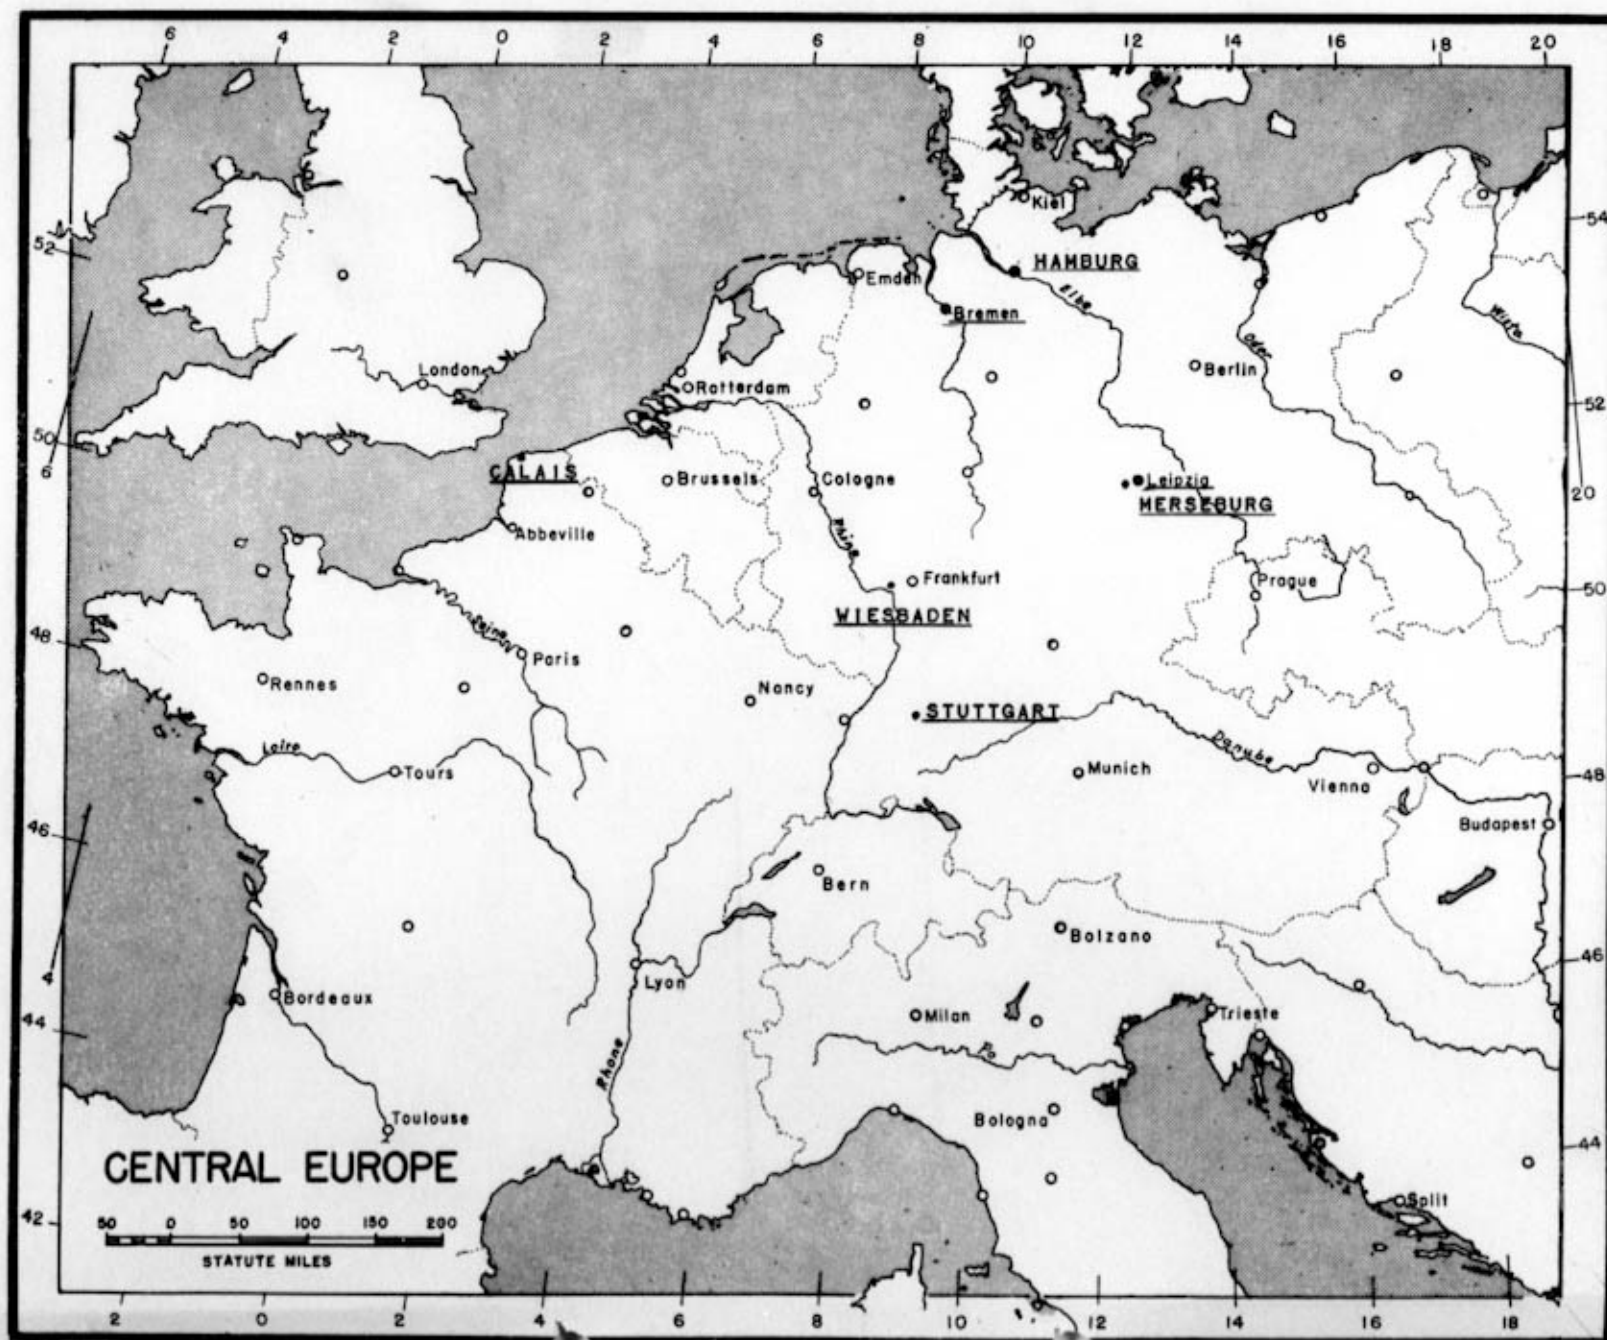 6 4 2 0 2 4 6 8 10 12 14 16 18 20
54
52
Kiel
HAMBURG
Emden
Elbe
Bremen
Wista
Oder
London
Berlin
Rotterdam
52
50
6
CALAIS
Brussels
Cologne
Leipzig
20
MERSEBURG
Abbeville
Rhine
Frankfurt
Prague
50
WIESBADEN
48
Seine
Paris
Rennes
Nancy
STUTTGART
Loire
Danube
Tours
Munich
48
Vienna
46
Budapest
Bern
Bolzano
46
4
Lyon
Bordeaux
Milan
Trieste
44
Po
Rhone
Toulouse
Bologna
44
CENTRAL EUROPE
Split
42
50 0 50 100 150 200
STATUTE MILES
2 0 2 4 6 8 10 12 14 16 18